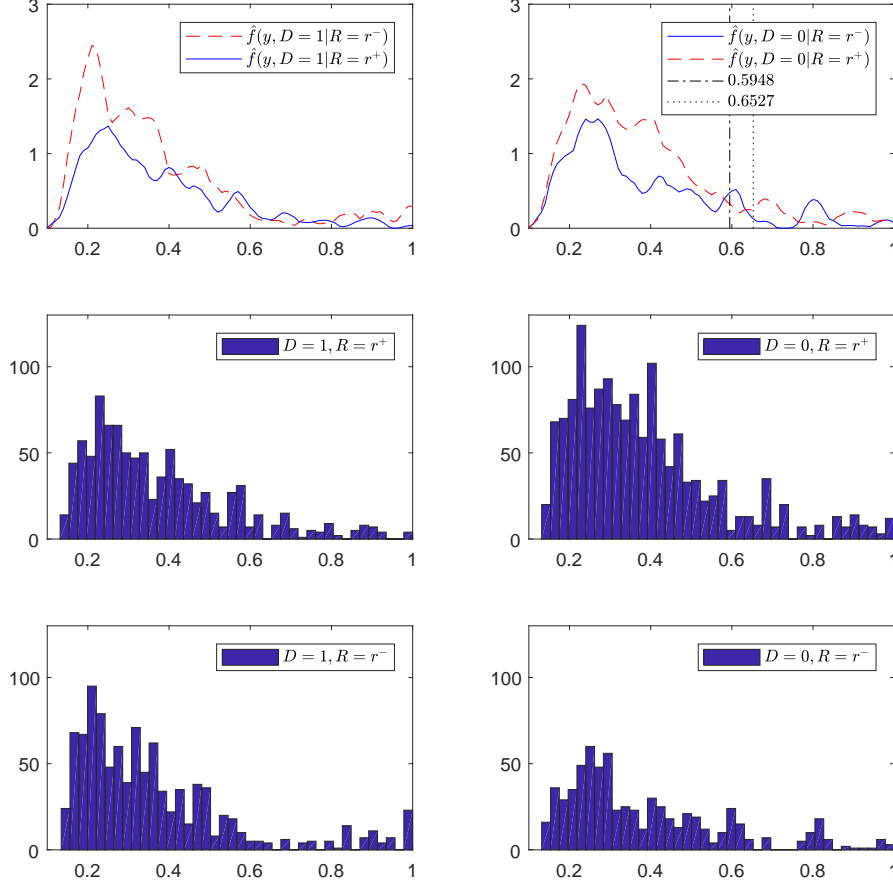 3
2
1
0
0.2 0.4 0.6 0.8 1
f̂(y, D = 1|R = r⁻)
f̂(y, D = 1|R = r⁺)
3
2
1
0
0.2 0.4 0.6 0.8 1
f̂(y, D = 0|R = r⁻)
f̂(y, D = 0|R = r⁺)
0.5948
0.6527
100
50
0
0.2 0.4 0.6 0.8 1
D = 1, R = r⁺
100
50
0
0.2 0.4 0.6 0.8 1
D = 0, R = r⁺
100
50
0
0.2 0.4 0.6 0.8 1
D = 1, R = r⁻
100
50
0
0.2 0.4 0.6 0.8 1
D = 0, R = r⁻